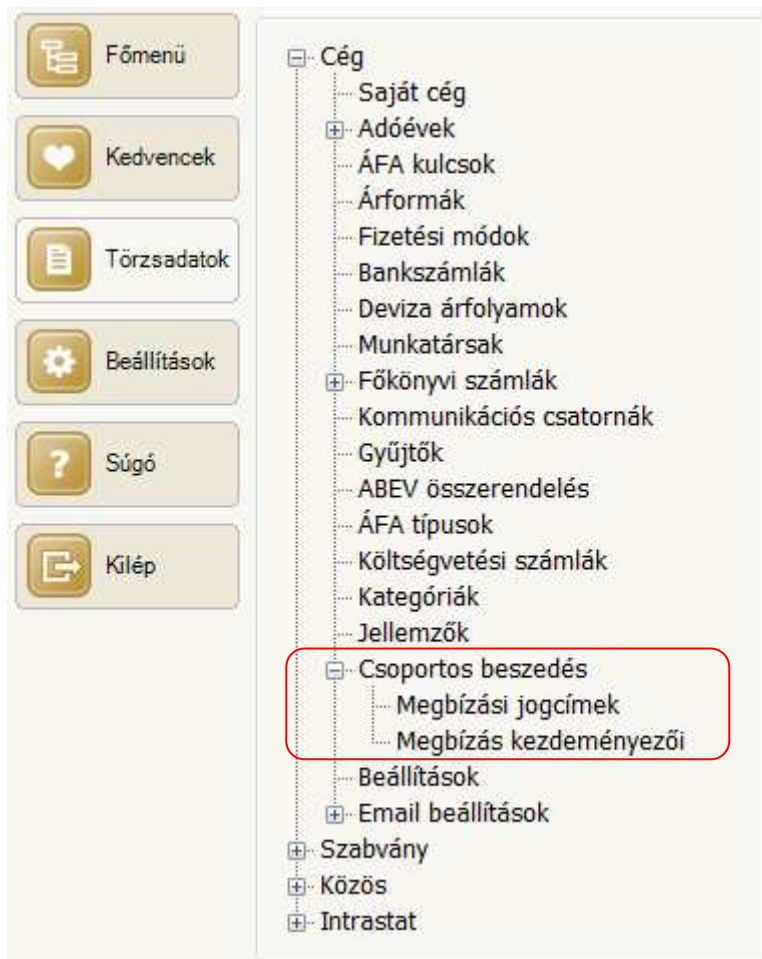 Főmenü
Kedvencek
Törzsadatok
Beállítások
Súgó
Kilép
Cég
Saját cég
Adóévek
ÁFA kulcsok
Árformák
Fizetési módok
Bankszámlák
Deviza árfolyamok
Munkatársak
Főkönyvi számlák
Kommunikációs csatornák
Gyűjtők
ABEV összerendelés
ÁFA típusok
Költségvetési számlák
Kategóriák
Jellemzők
Csoportos beszedés
Megbízási jogcímek
Megbízás kezdeményezői
Beállítások
Email beállítások
Szabvány
Közös
Intrastat